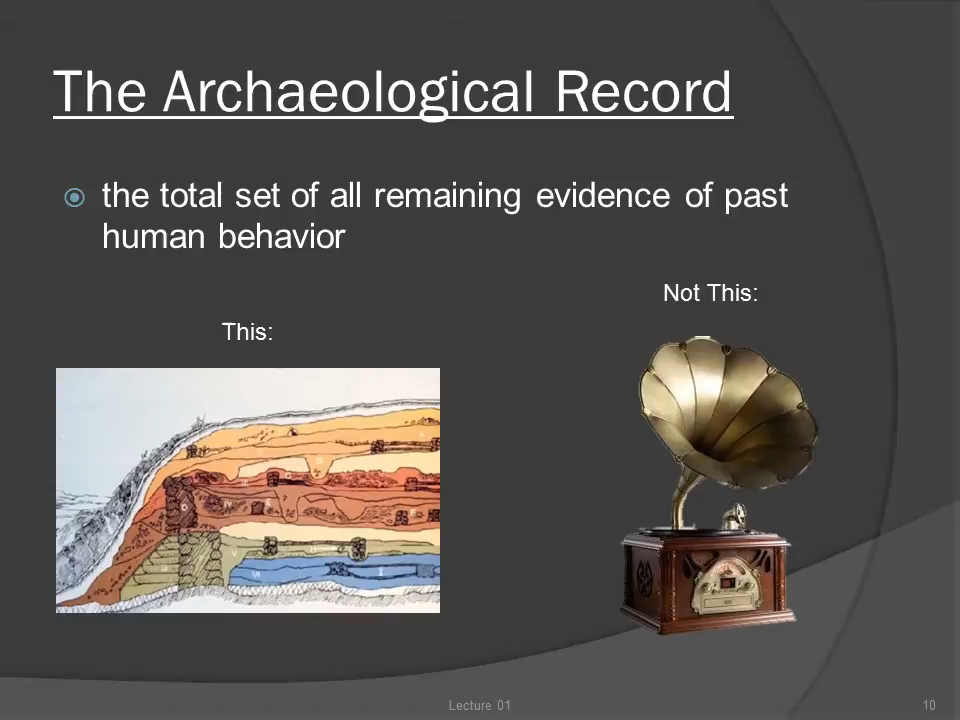 The Archaeological Record
the total set of all remaining evidence of past
human behavior
Not This:
This:
Lecture 01
10